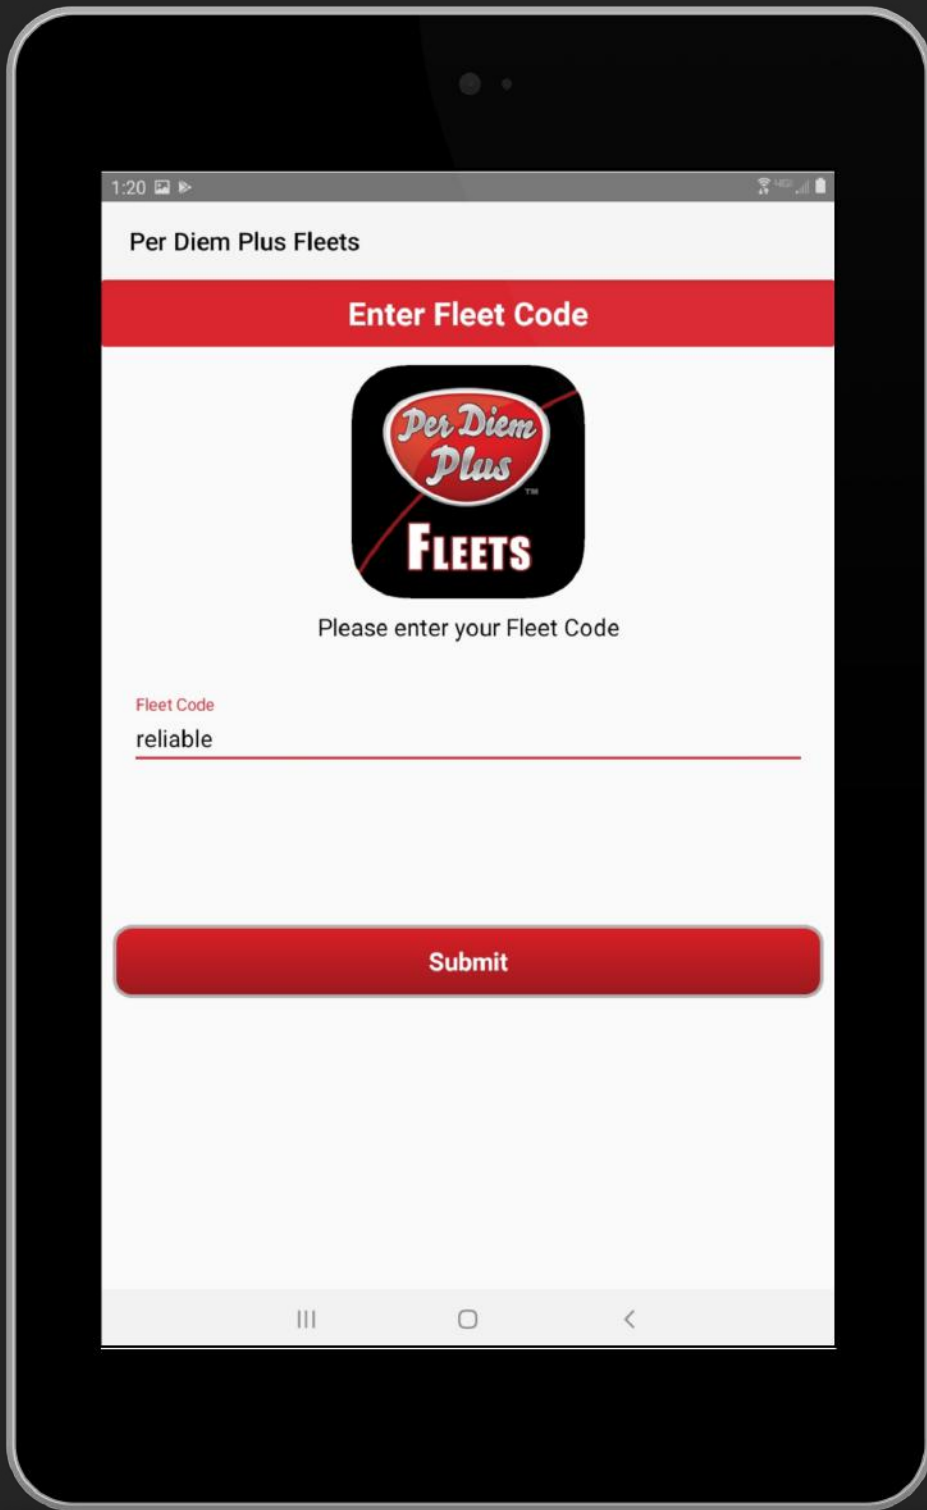 1:20
Per Diem Plus Fleets
Enter Fleet Code
Per Diem
Plus
TM
FLEETS
Please enter your Fleet Code
Fleet Code
reliable
Submit